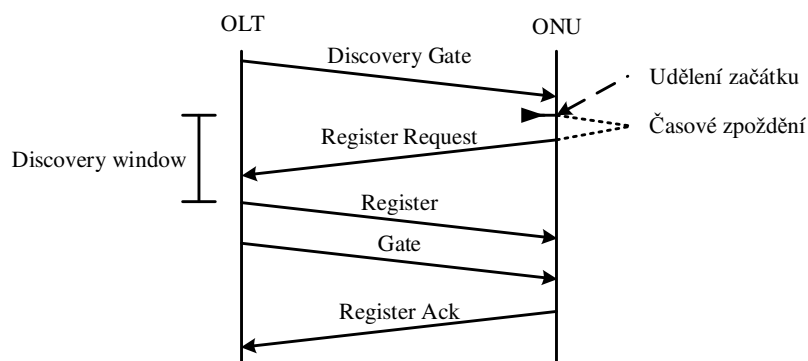 OLT
ONU
Discovery Gate
Udělení začátku
Časové zpoždění
Register Request
Discovery window
Register
Gate
Register Ack